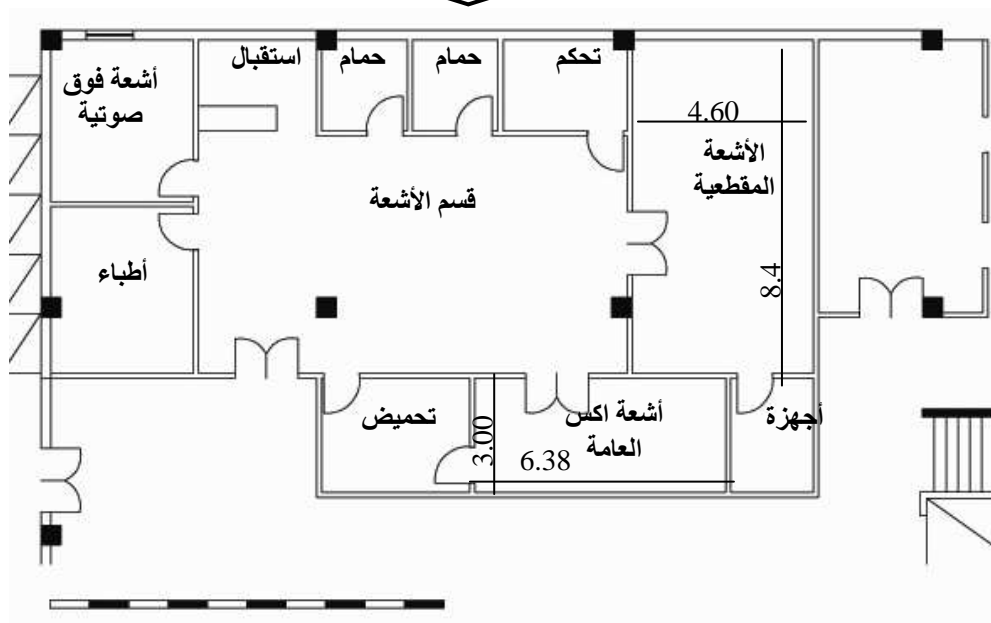 استقبال
حمام
حمام
تحكم
أشعة فوق
صوتية
4.60
الأشعة
المقطعية
قسم الأشعة
أطباء
8.4
تحميض
3.00
6.38
أشعة اكس
العامة
أجهزة